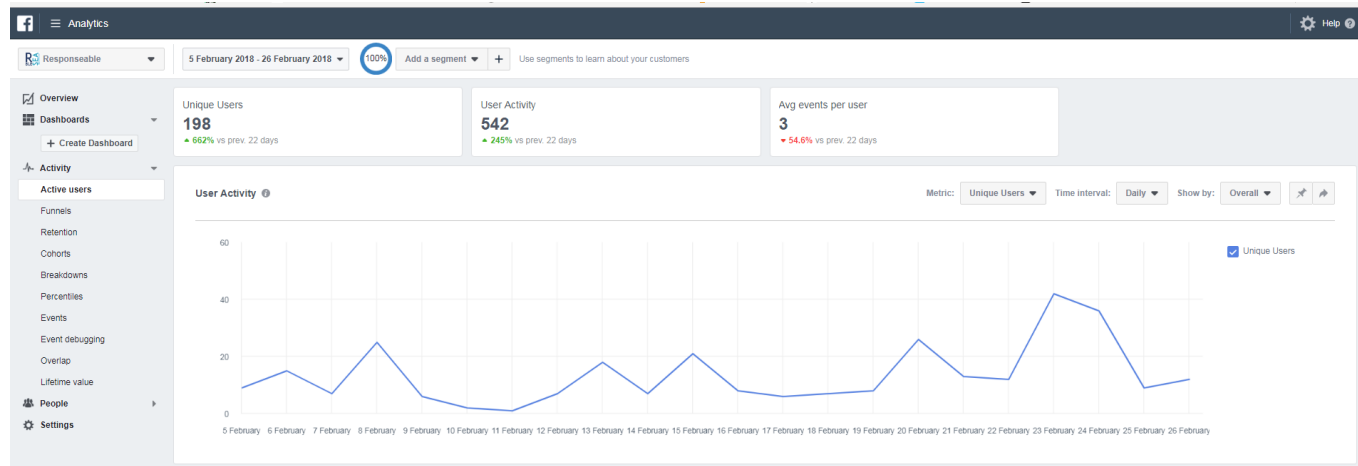 f Analytics Help
Responseable 5 February 2018 - 26 February 2018 100% Add a segment + Use segments to learn about your customers
Overview
Dashboards
+ Create Dashboard
Activity
Active users
Funnels
Retention
Cohorts
Breakdowns
Percentiles
Events
Event debugging
Overlap
Lifetime value
People
Settings
Unique Users
198
662% vs prev. 22 days
User Activity
542
245% vs prev. 22 days
Avg events per user
3
54.6% vs prev. 22 days
User Activity Metric: Unique Users Time interval: Daily Show by: Overall
60
40
20
0
Unique Users
5 February 6 February 7 February 8 February 9 February 10 February 11 February 12 February 13 February 14 February 15 February 16 February 17 February 18 February 19 February 20 February 21 February 22 February 23 February 24 February 25 February 26 February